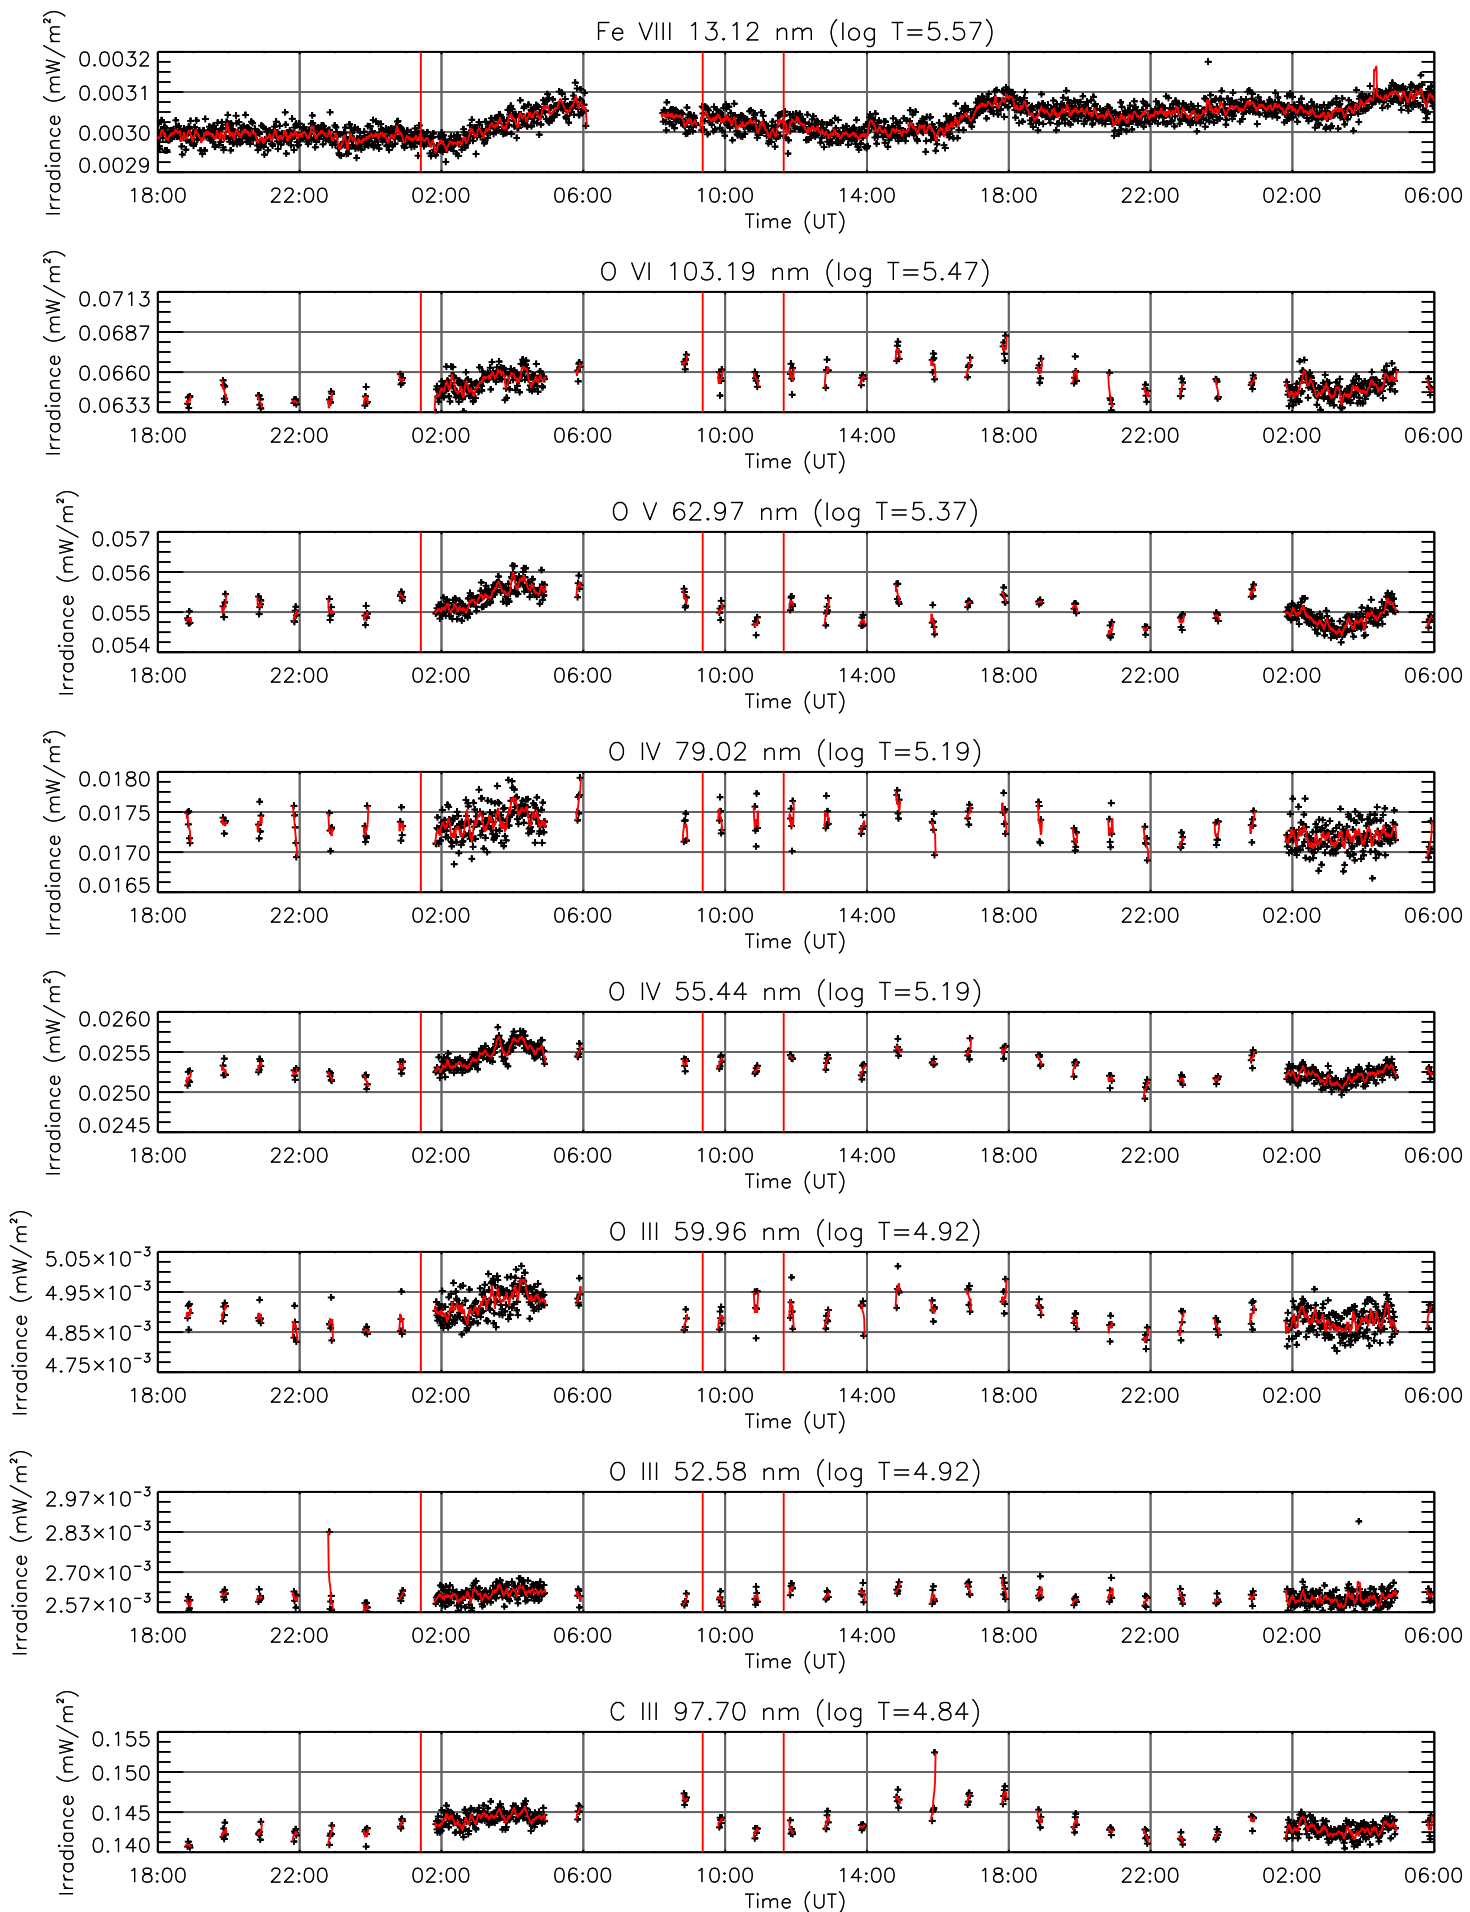 Fe VIII 13.12 nm (log T=5.57)
Irradiance (mW/m²)
0.0032
0.0031
0.0030
0.0029
18:00 22:00 02:00 06:00 10:00 14:00 18:00 22:00 02:00 06:00
Time (UT)
O VI 103.19 nm (log T=5.47)
Irradiance (mW/m²)
0.0713
0.0687
0.0660
0.0633
18:00 22:00 02:00 06:00 10:00 14:00 18:00 22:00 02:00 06:00
Time (UT)
O V 62.97 nm (log T=5.37)
Irradiance (mW/m²)
0.057
0.056
0.055
0.054
18:00 22:00 02:00 06:00 10:00 14:00 18:00 22:00 02:00 06:00
Time (UT)
O IV 79.02 nm (log T=5.19)
Irradiance (mW/m²)
0.0180
0.0175
0.0170
0.0165
18:00 22:00 02:00 06:00 10:00 14:00 18:00 22:00 02:00 06:00
Time (UT)
O IV 55.44 nm (log T=5.19)
Irradiance (mW/m²)
0.0260
0.0255
0.0250
0.0245
18:00 22:00 02:00 06:00 10:00 14:00 18:00 22:00 02:00 06:00
Time (UT)
O III 59.96 nm (log T=4.92)
Irradiance (mW/m²)
5.05×10⁻³
4.95×10⁻³
4.85×10⁻³
4.75×10⁻³
18:00 22:00 02:00 06:00 10:00 14:00 18:00 22:00 02:00 06:00
Time (UT)
O III 52.58 nm (log T=4.92)
Irradiance (mW/m²)
2.97×10⁻³
2.83×10⁻³
2.70×10⁻³
2.57×10⁻³
18:00 22:00 02:00 06:00 10:00 14:00 18:00 22:00 02:00 06:00
Time (UT)
C III 97.70 nm (log T=4.84)
Irradiance (mW/m²)
0.155
0.150
0.145
0.140
18:00 22:00 02:00 06:00 10:00 14:00 18:00 22:00 02:00 06:00
Time (UT)